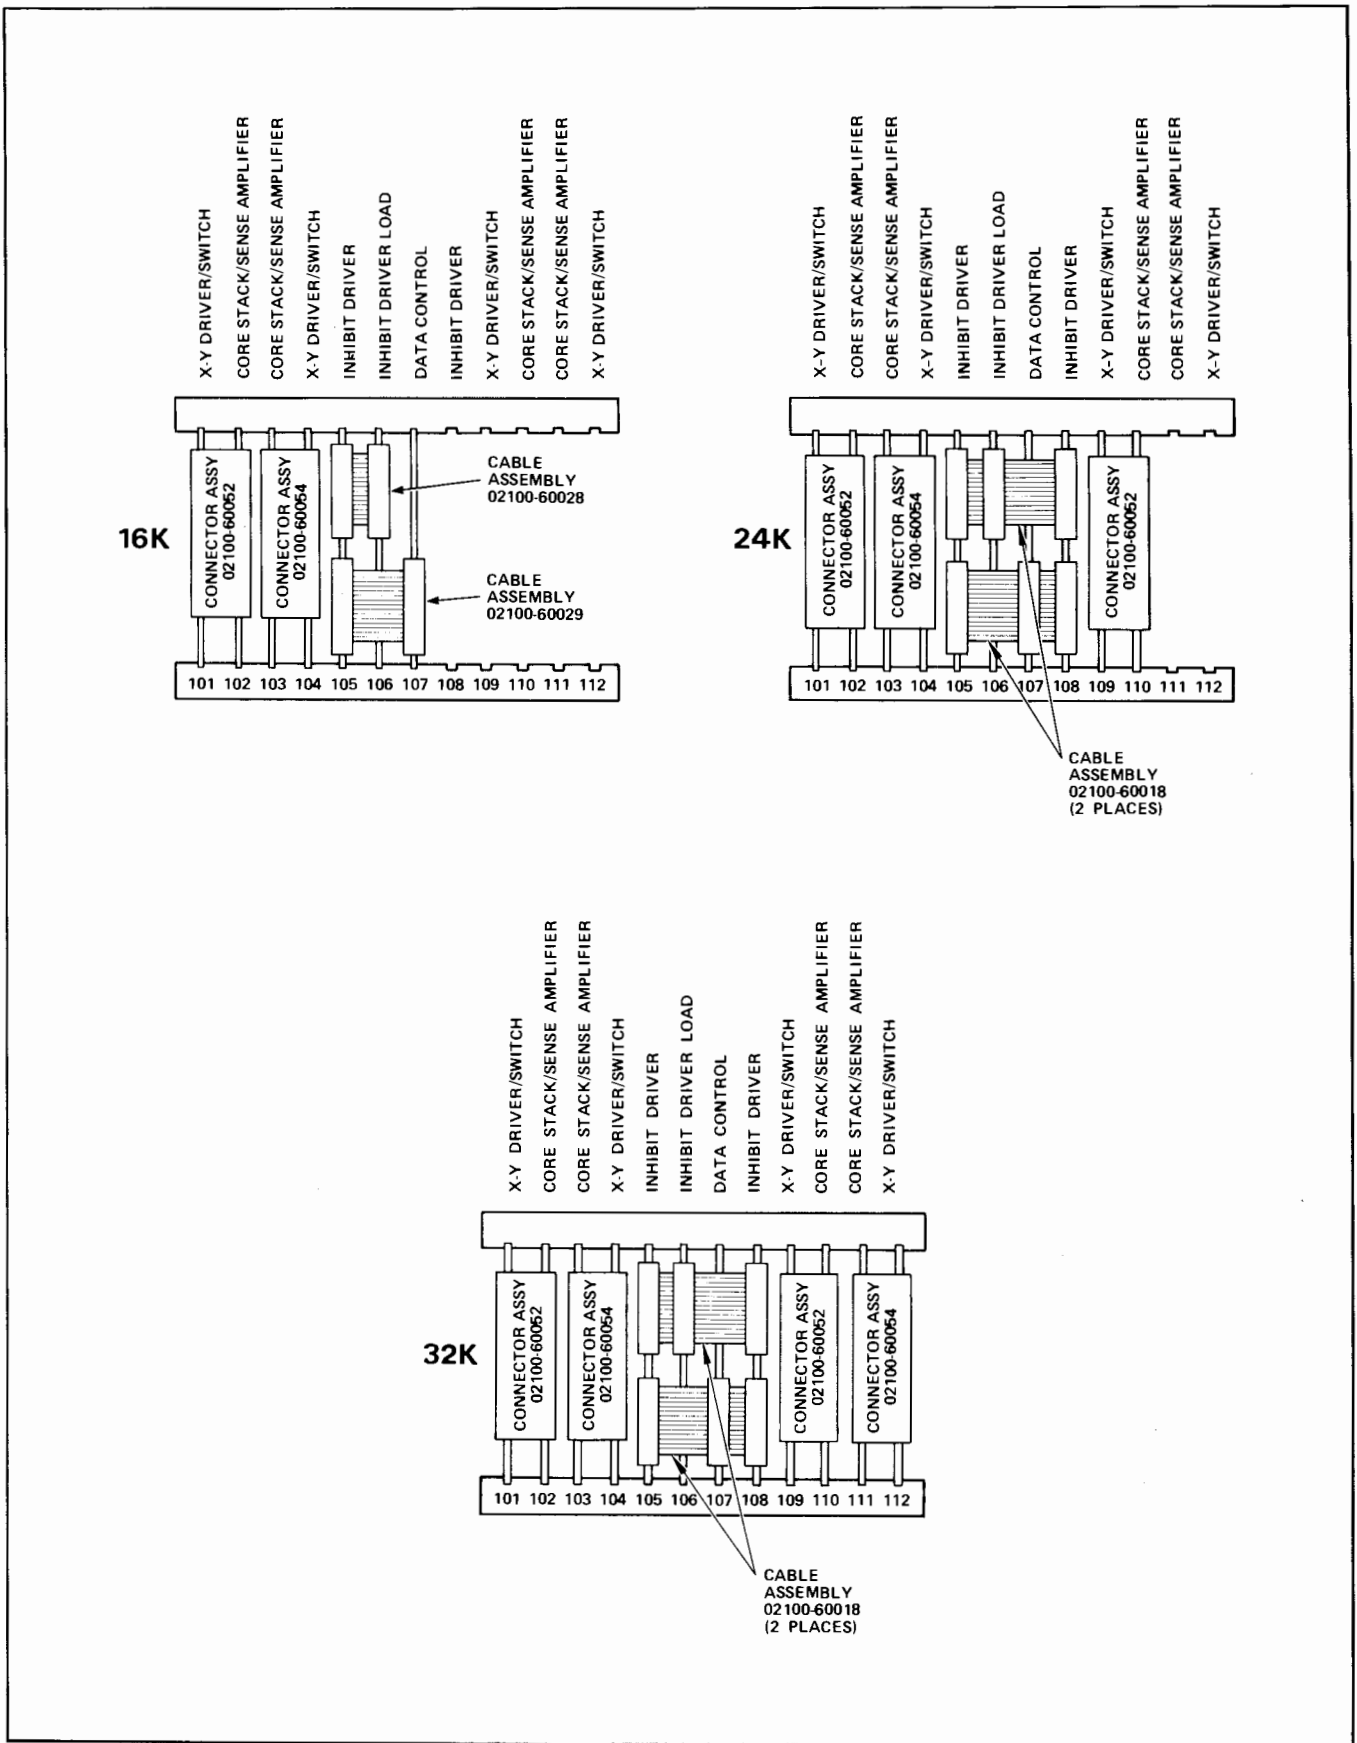 X-Y DRIVER/SWITCH
CORE STACK/SENSE AMPLIFIER
CORE STACK/SENSE AMPLIFIER
X-Y DRIVER/SWITCH
INHIBIT DRIVER
INHIBIT DRIVER LOAD
DATA CONTROL
INHIBIT DRIVER
X-Y DRIVER/SWITCH
CORE STACK/SENSE AMPLIFIER
CORE STACK/SENSE AMPLIFIER
X-Y DRIVER/SWITCH
16K
CONNECTOR ASSY
02100-60052
CONNECTOR ASSY
02100-60054
CABLE
ASSEMBLY
02100-60028
CABLE
ASSEMBLY
02100-60029
101 102 103 104 105 106 107 108 109 110 111 112
X-Y DRIVER/SWITCH
CORE STACK/SENSE AMPLIFIER
CORE STACK/SENSE AMPLIFIER
X-Y DRIVER/SWITCH
INHIBIT DRIVER
INHIBIT DRIVER LOAD
DATA CONTROL
INHIBIT DRIVER
X-Y DRIVER/SWITCH
CORE STACK/SENSE AMPLIFIER
CORE STACK/SENSE AMPLIFIER
X-Y DRIVER/SWITCH
24K
CONNECTOR ASSY
02100-60052
CONNECTOR ASSY
02100-60054
CONNECTOR ASSY
02100-60052
101 102 103 104 105 106 107 108 109 110 111 112
CABLE
ASSEMBLY
02100-60018
(2 PLACES)
X-Y DRIVER/SWITCH
CORE STACK/SENSE AMPLIFIER
CORE STACK/SENSE AMPLIFIER
X-Y DRIVER/SWITCH
INHIBIT DRIVER
INHIBIT DRIVER LOAD
DATA CONTROL
INHIBIT DRIVER
X-Y DRIVER/SWITCH
CORE STACK/SENSE AMPLIFIER
CORE STACK/SENSE AMPLIFIER
X-Y DRIVER/SWITCH
32K
CONNECTOR ASSY
02100-60052
CONNECTOR ASSY
02100-60054
CONNECTOR ASSY
02100-60052
CONNECTOR ASSY
02100-60054
101 102 103 104 105 106 107 108 109 110 111 112
CABLE
ASSEMBLY
02100-60018
(2 PLACES)